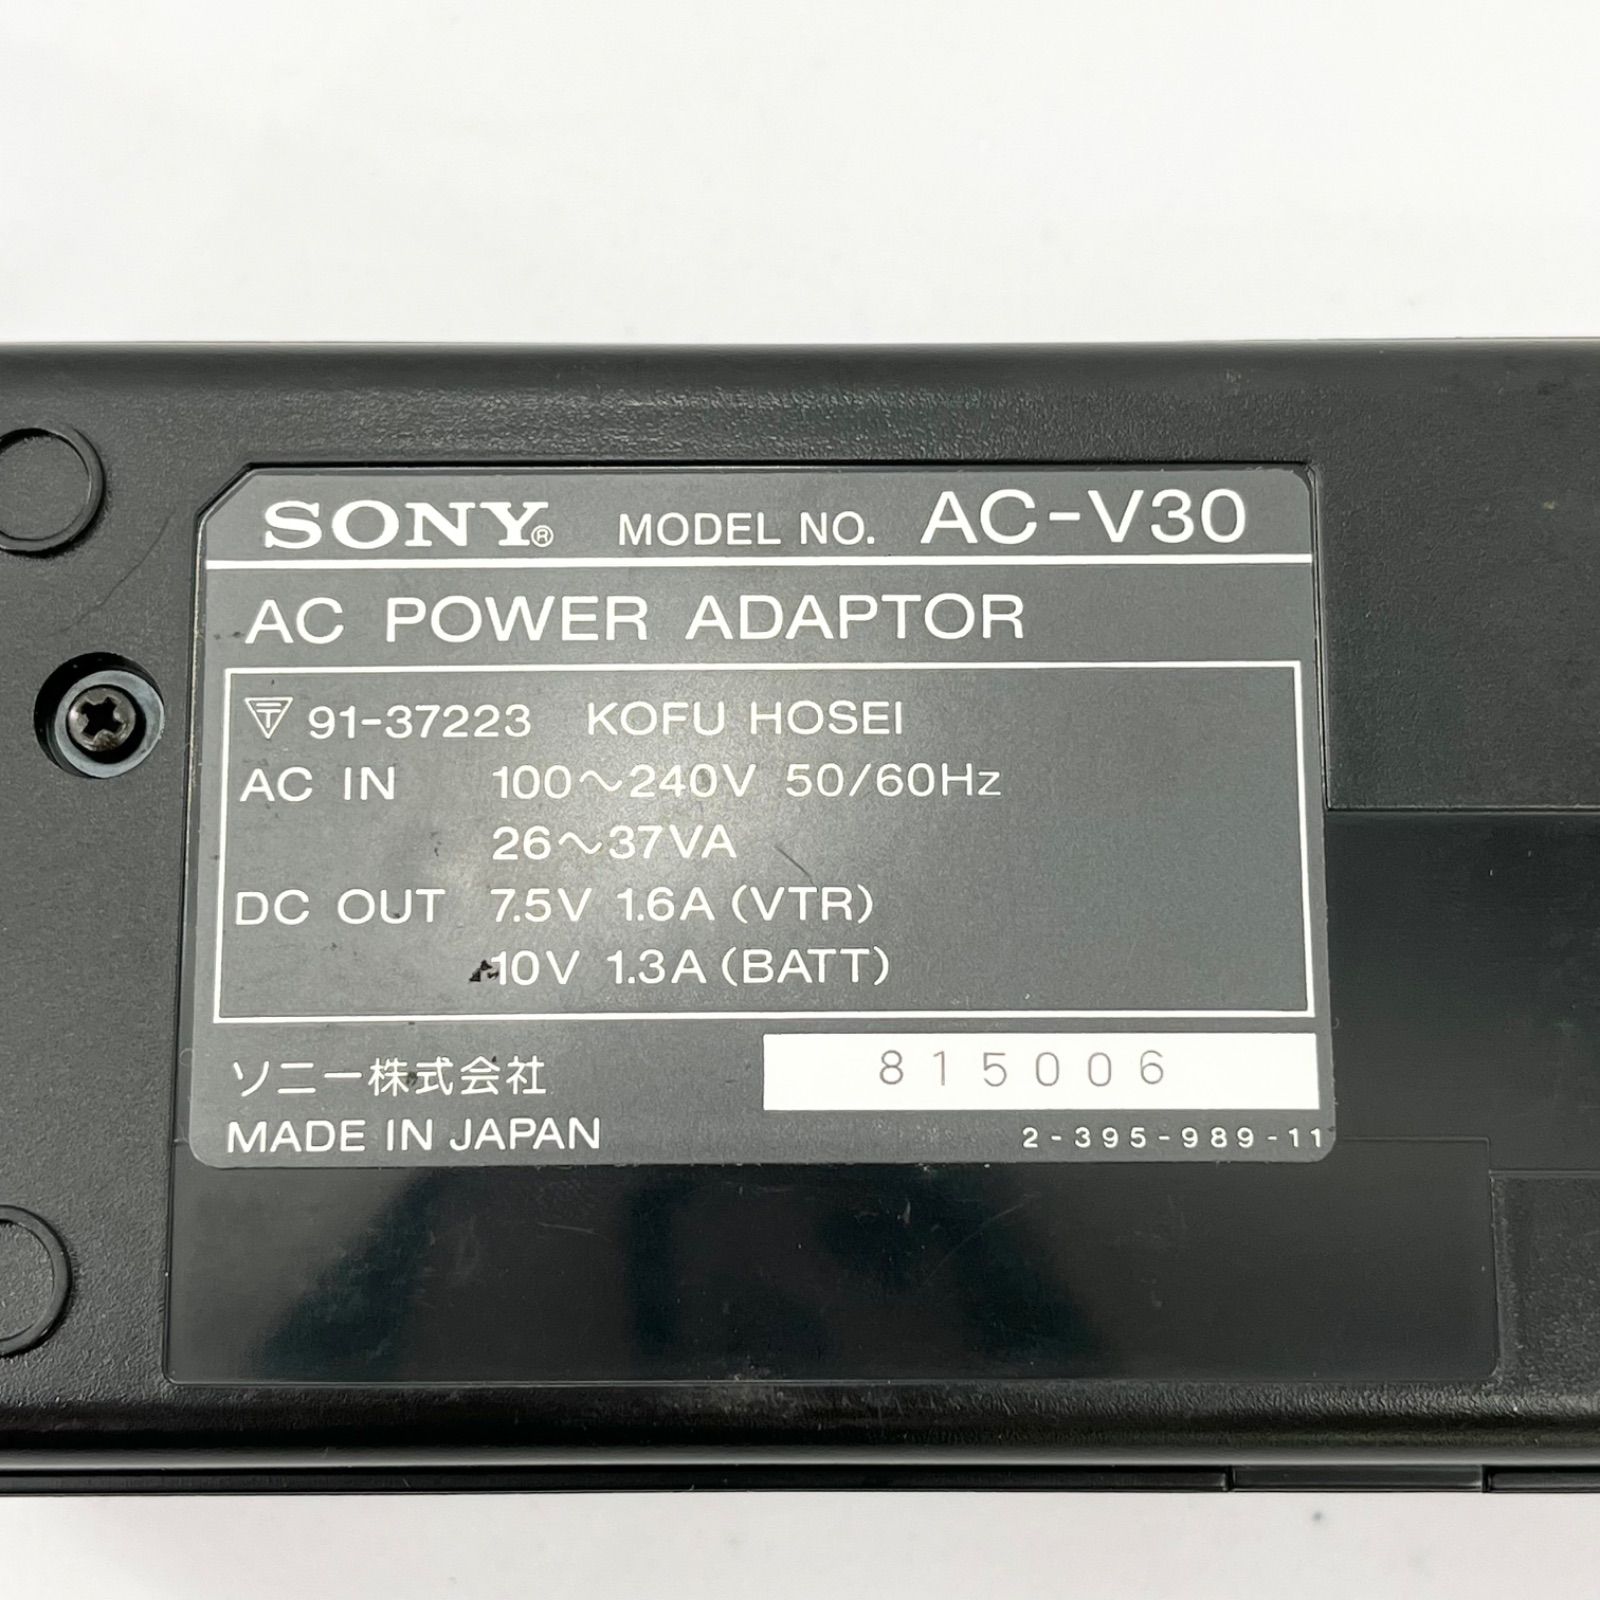 SONY® MODEL NO. AC-V30
AC POWER ADAPTOR
〒 91-37223 KOFU HOSEI
AC IN 100～240V 50/60Hz
26～37VA
DC OUT 7.5V 1.6A (VTR)
10V 1.3A (BATT)
ソニー株式会社
815006
MADE IN JAPAN
2-395-989-11